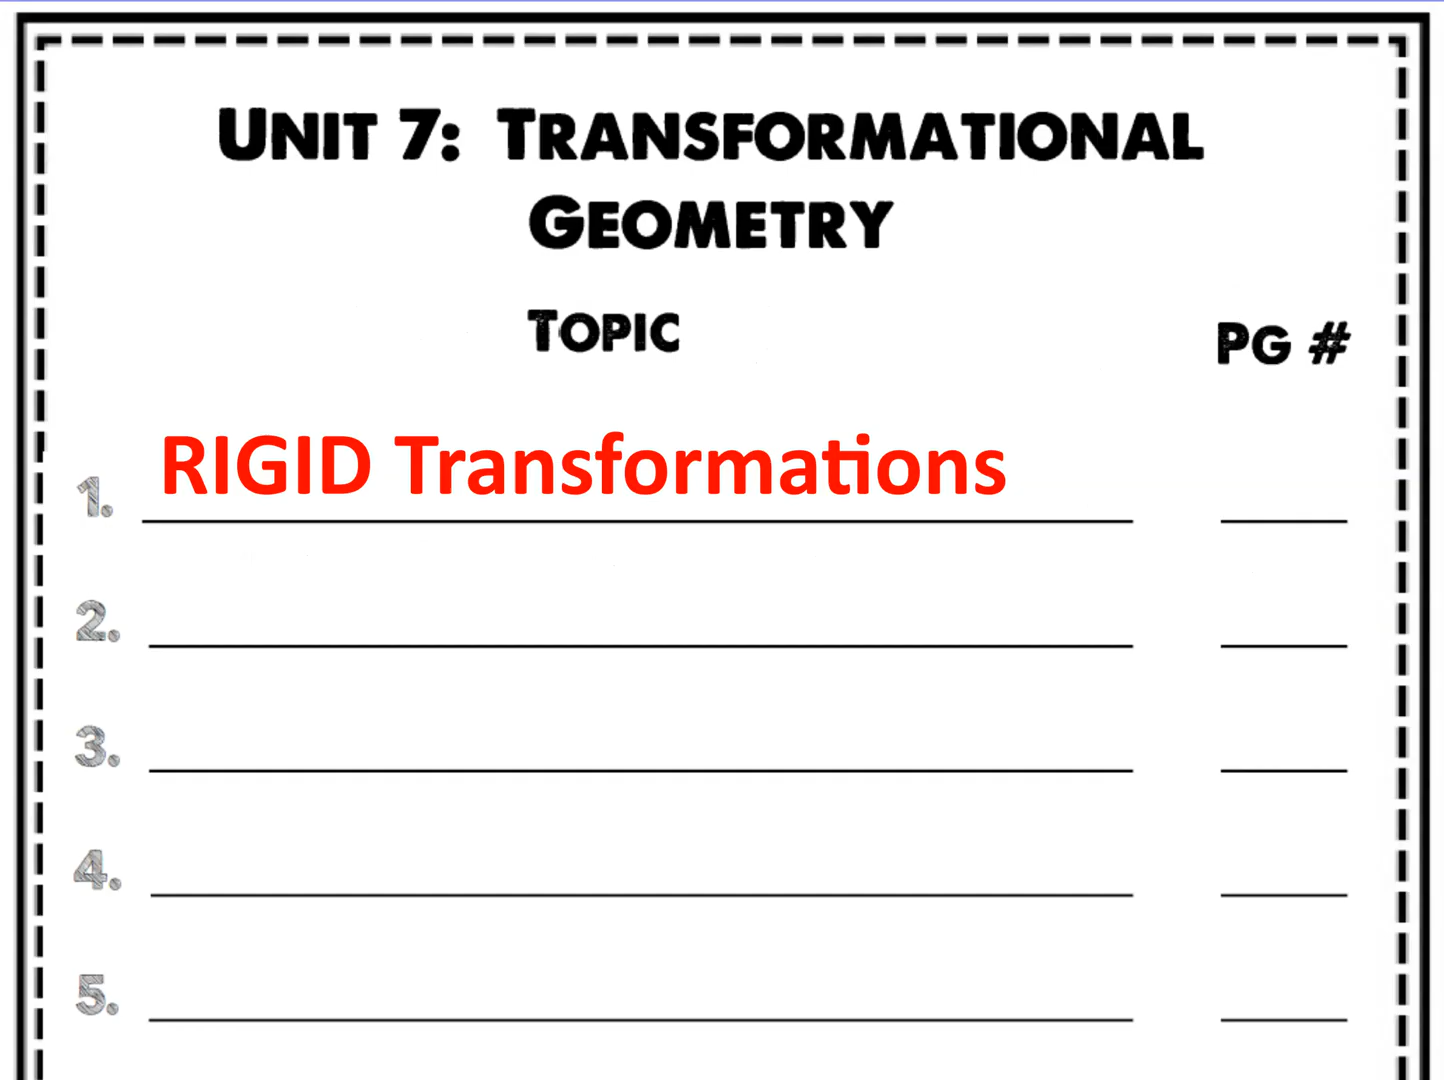 UNIT 7: TRANSFORMATIONAL
GEOMETRY
TOPIC PG #
1. RIGID Transformations
2.
3.
4.
5.